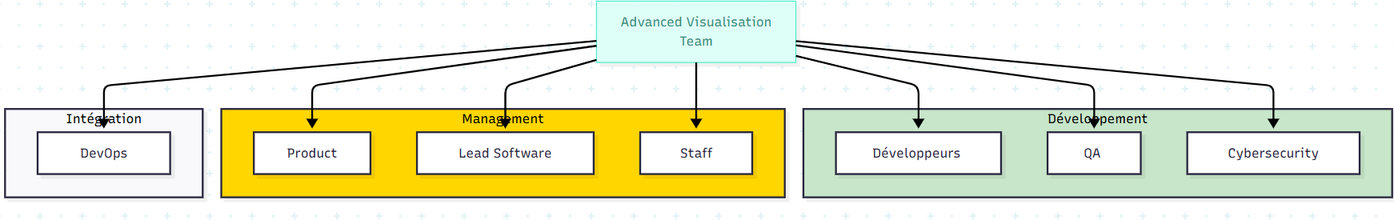 Advanced Visualisation
Team
Intégration
Management
Développement
DevOps
Product
Lead Software
Staff
Développeurs
QA
Cybersecurity